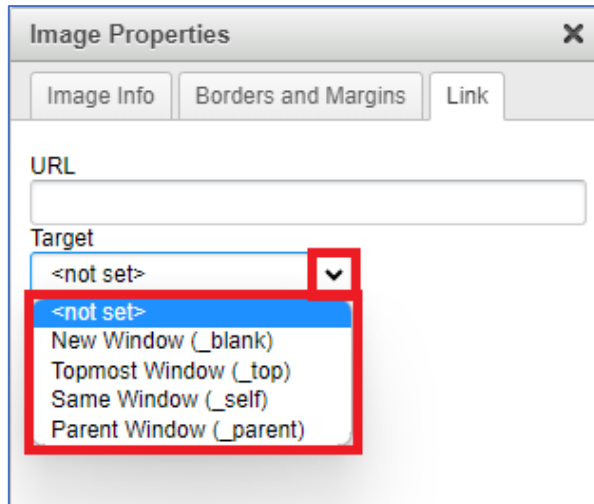 Image Properties
Image Info Borders and Margins Link
URL
Target
<not set>
<not set>
New Window (_blank)
Topmost Window (_top)
Same Window (_self)
Parent Window (_parent)